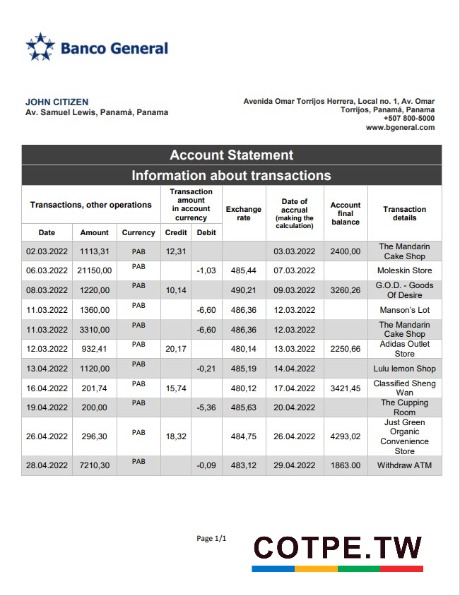 Banco General
JOHN CITIZEN
Av. Samuel Lewis, Panamá, Panama
Avenida Omar Torrijos Herrera, Local no. 1, Av. Omar
Torrijos, Panamá, Panama
+507 800-5000
www.bgeneral.com
Account Statement
Information about transactions
Transactions, other operations Transaction amount in account currency Exchange rate Date of accrual (making the calculation) Account final balance Transaction details
Date Amount Currency Credit Debit
02.03.2022 1113,31 PAB 12,31 03.03.2022 2400,00 The Mandarin Cake Shop
06.03.2022 21150,00 PAB -1,03 485,44 07.03.2022 Moleskin Store
08.03.2022 1220,00 PAB 10,14 490,21 09.03.2022 3260,26 G.O.D. - Goods Of Desire
11.03.2022 1360,00 PAB -6,60 486,36 12.03.2022 Manson's Lot
11.03.2022 3310,00 PAB -6,60 486,36 12.03.2022 The Mandarin Cake Shop
12.03.2022 932,41 PAB 20,17 480,14 13.03.2022 2250,66 Adidas Outlet Store
13.04.2022 1120,00 PAB -0,21 485,19 14.04.2022 Lulu lemon Shop
16.04.2022 201,74 PAB 15,74 480,12 17.04.2022 3421,45 Classified Sheng Wan
19.04.2022 200,00 PAB -5,36 485,63 20.04.2022 The Cupping Room
26.04.2022 296,30 PAB 18,32 484,75 26.04.2022 4293,02 Just Green Organic Convenience Store
28.04.2022 7210,30 PAB -0,09 483,12 29.04.2022 1863.00 Withdraw ATM
Page 1/1
COTPE.TW